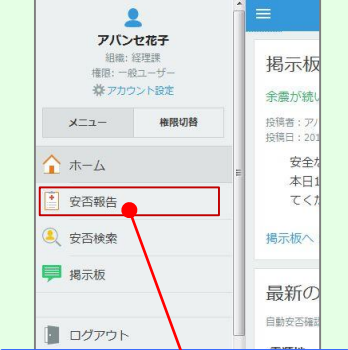 アバンセ花子
組織: 経理課
権限: 一般ユーザー
アカウント設定
メニュー
権限切替
ホーム
安否報告
安否検索
掲示板
ログアウト
掲示板
余震が続い
投稿者：ア
投稿日：201
安全な
本日1
てくだ
掲示板へ
最新の
自動安否確認